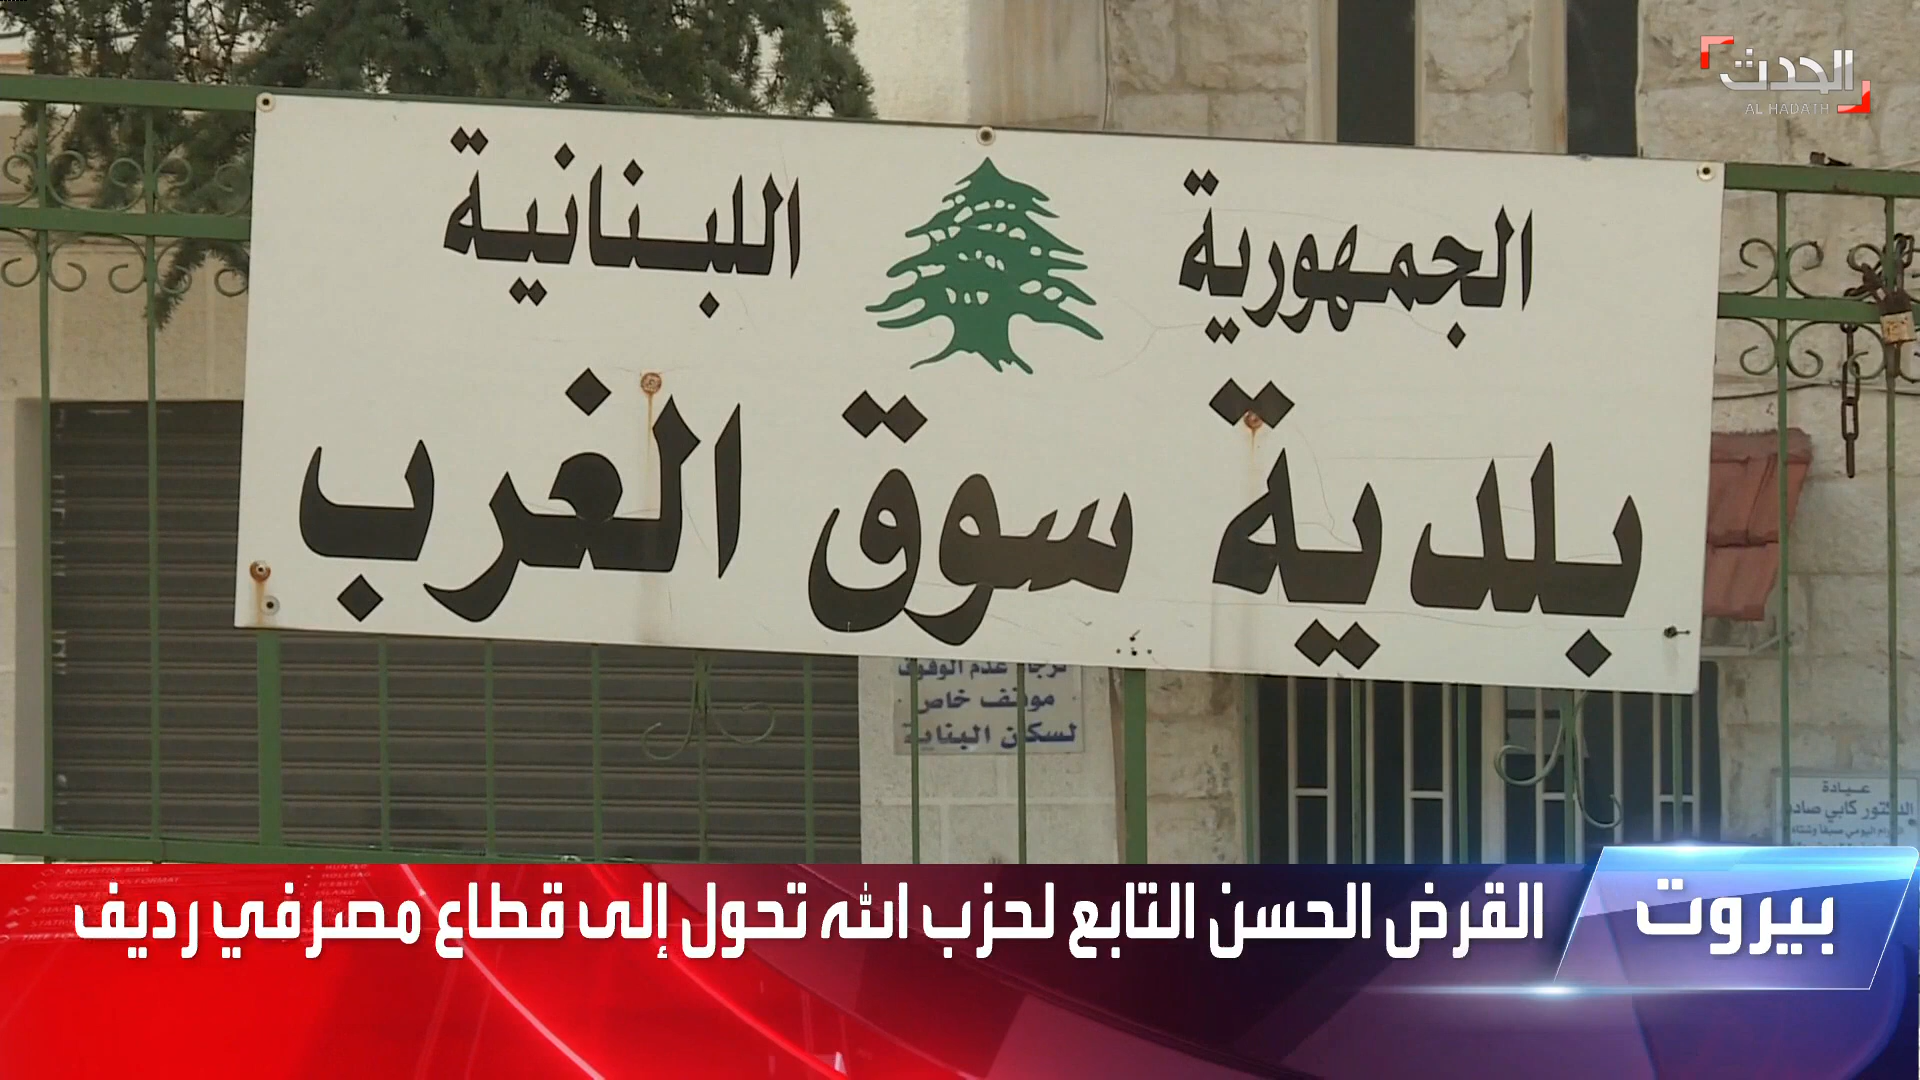 الحدث
AL HADATH
الجمهورية اللبنانية
بلدية سوق الغرب
عدم الوقوف
موقف خاص
لسكان البناية
عيادة
الدكتور كابي
بيروت
القرض الحسن التابع لحزب الله تحول إلى قطاع مصرفي رديف